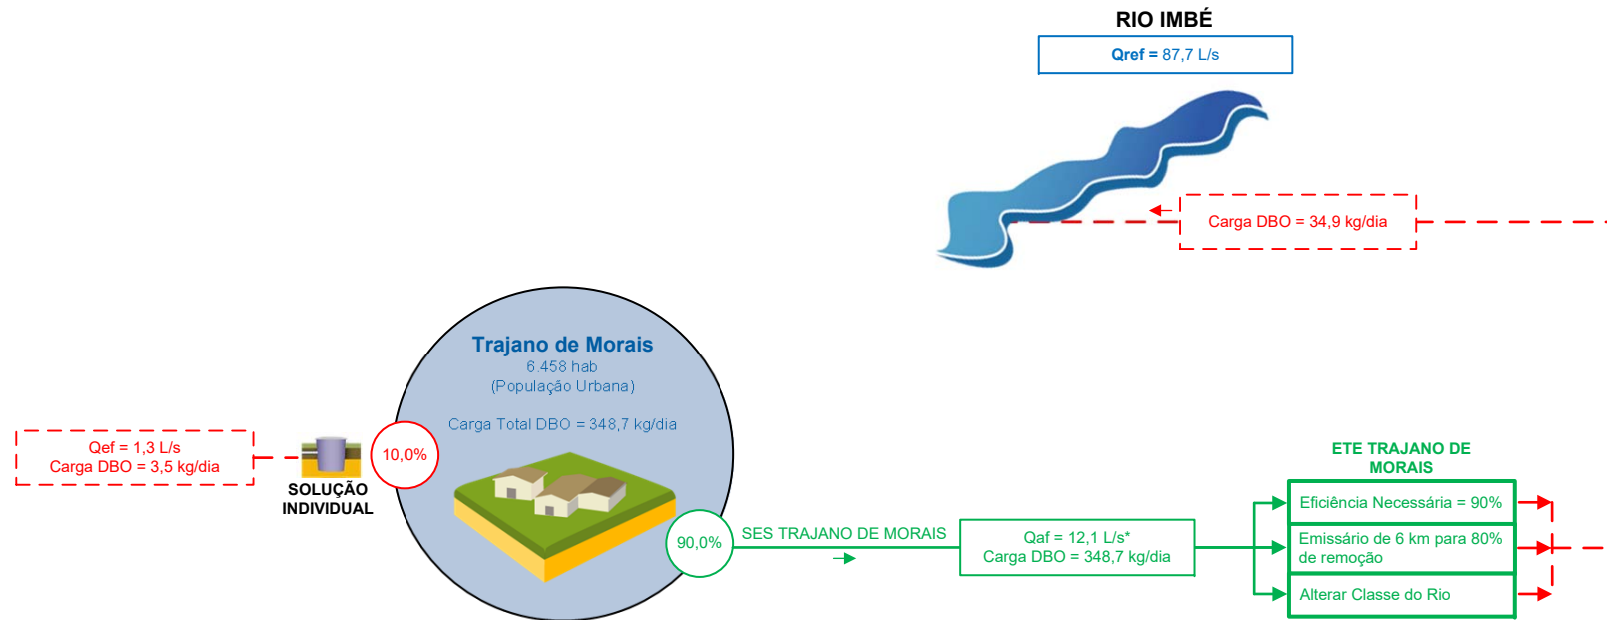 RIO IMBÉ
Qref = 87,7 L/s
Carga DBO = 34,9 kg/dia
Trajano de Morais
6.458 hab
(População Urbana)
Carga Total DBO = 348,7 kg/dia
Qef = 1,3 L/s
Carga DBO = 3,5 kg/dia
SOLUÇÃO
INDIVIDUAL
10,0%
90,0%
SES TRAJANO DE MORAIS
Qaf = 12,1 L/s*
Carga DBO = 348,7 kg/dia
ETE TRAJANO DE
MORAIS
Eficiência Necessária = 90%
Emissário de 6 km para 80%
de remoção
Alterar Classe do Rio